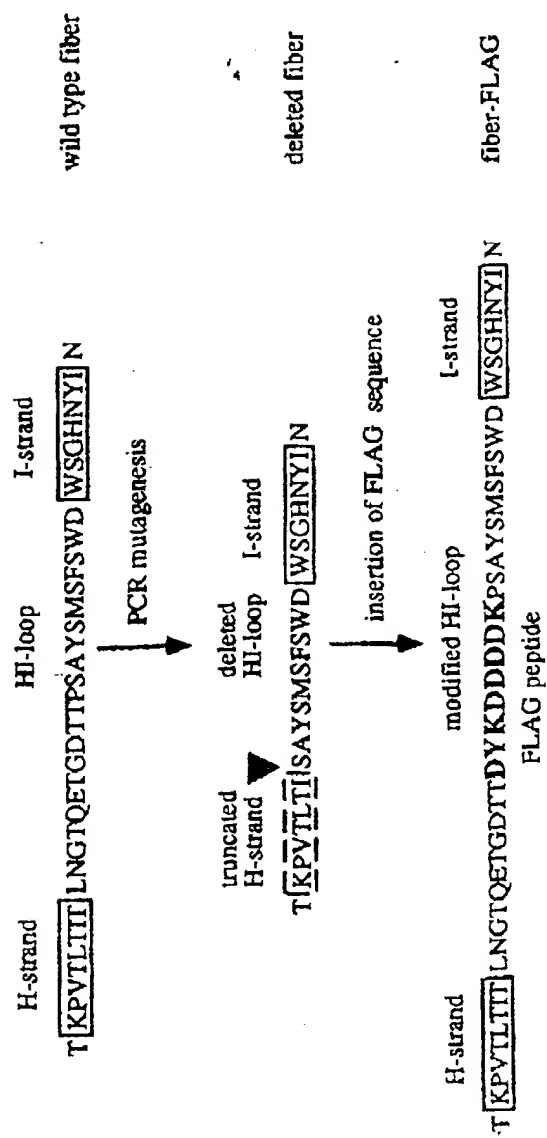 H-strand HI-loop I-strand
T KPVTLTIT LNGTQETGDTTPSAYSMSFSWD WSGHNYI N wild type fiber
PCR mutagenesis
truncated deleted
H-strand HI-loop I-strand
T KPVTLTI SAYSMSFSWD WSGHNYI N deleted fiber
insertion of FLAG sequence
H-strand modified HI-loop I-strand
T KPVTLTIT LNGTQETGDTTDYKDDDDKPSAYSMSFSWD WSGHNYI N fiber-FLAG
FLAG peptide